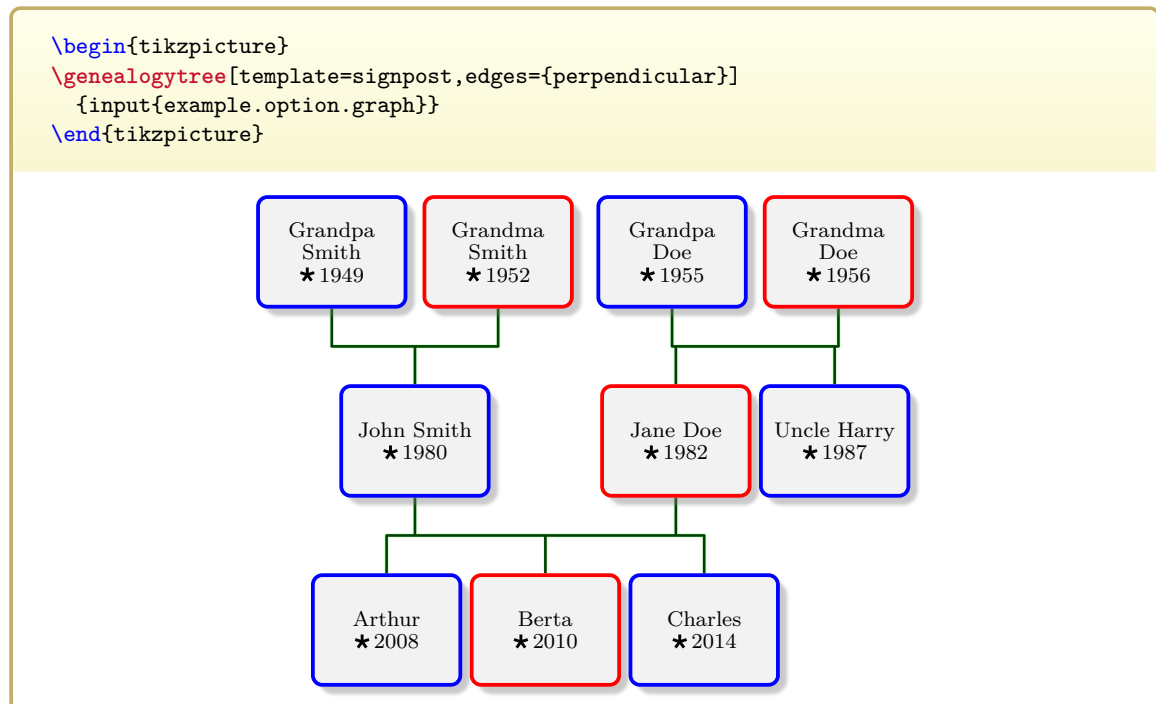 \begin{tikzpicture}
\genealogytree[template=signpost,edges={perpendicular}]
  {input{example.option.graph}}
\end{tikzpicture}
Grandpa
Smith
★1949
Grandma
Smith
★1952
Grandpa
Doe
★1955
Grandma
Doe
★1956
John Smith
★1980
Jane Doe
★1982
Uncle Harry
★1987
Arthur
★2008
Berta
★2010
Charles
★2014